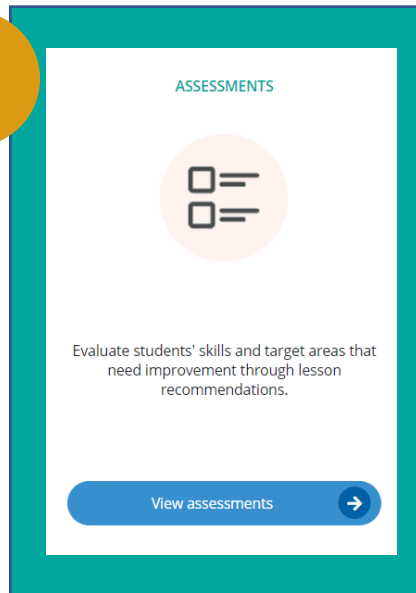 ASSESSMENTS
Evaluate students' skills and target areas that
need improvement through lesson
recommendations.
View assessments